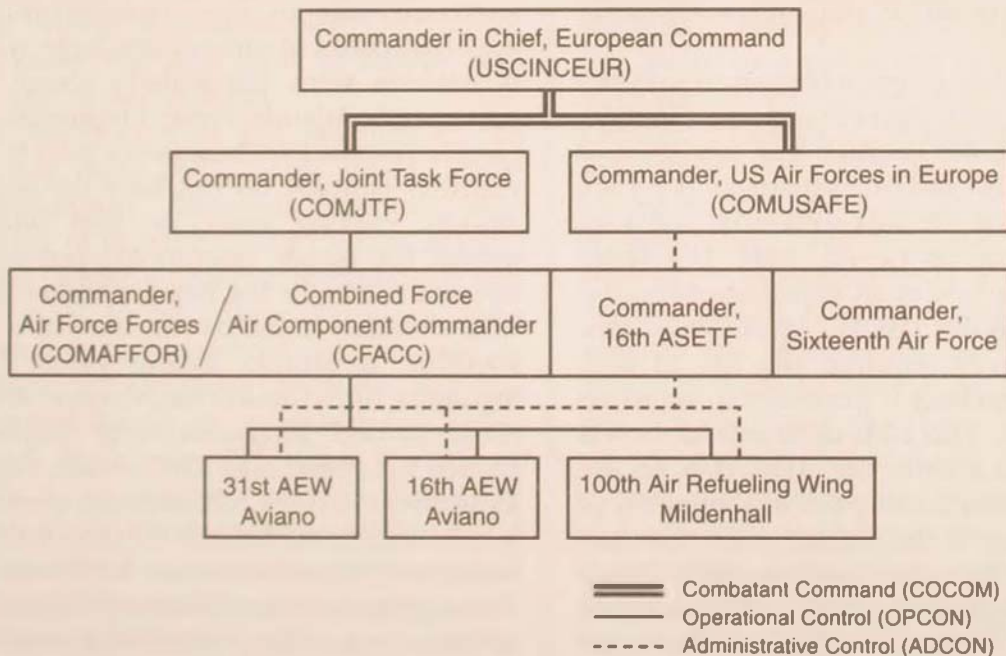 Commander in Chief, European Command
(USCINCEUR)
Commander, Joint Task Force
(COMJTF)
Commander, US Air Forces in Europe
(COMUSAFE)
Commander,
Air Force Forces
(COMAFFOR)
Combined Force
Air Component Commander
(CFACC)
Commander,
16th ASETF
Commander,
Sixteenth Air Force
31st AEW
Aviano
16th AEW
Aviano
100th Air Refueling Wing
Mildenhall
Combatant Command (COCOM)
Operational Control (OPCON)
Administrative Control (ADCON)